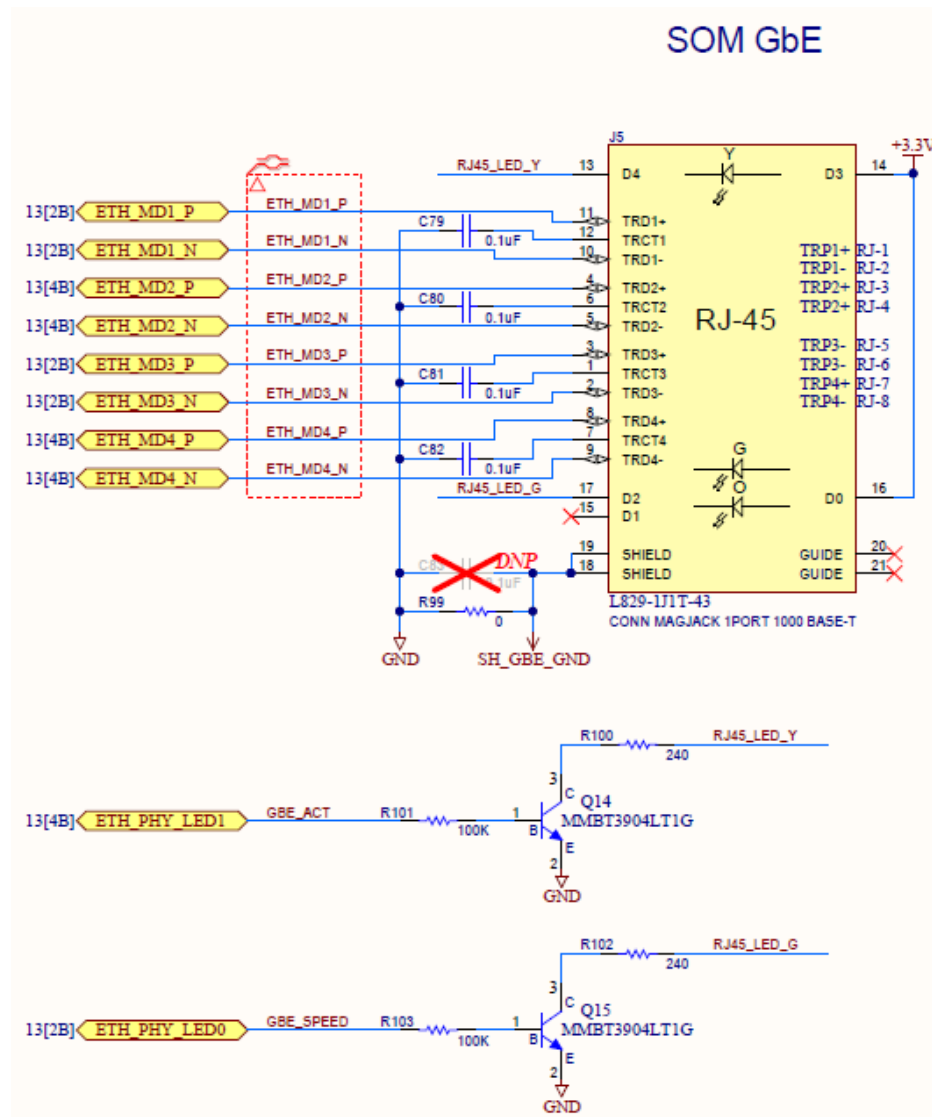 SOM GbE
J5
+3.3V
RJ45_LED_Y 13 D4 Y D3 14
13[2B] ETH_MD1_P ETH_MD1_P 11 TRD1+
C79 0.1uF 12 TRCT1
13[2B] ETH_MD1_N ETH_MD1_N 10 TRD1-
TRP1+ RJ-1
TRP1- RJ-2
TRP2+ RJ-3
TRP2+ RJ-4
13[4B] ETH_MD2_P ETH_MD2_P 4 TRD2+
C80 0.1uF 6 TRCT2
13[4B] ETH_MD2_N ETH_MD2_N 5 TRD2-
RJ-45
13[2B] ETH_MD3_P ETH_MD3_P 3 TRD3+
C81 0.1uF 1 TRCT3
13[2B] ETH_MD3_N ETH_MD3_N 2 TRD3-
TRP3- RJ-5
TRP3- RJ-6
TRP4+ RJ-7
TRP4- RJ-8
13[4B] ETH_MD4_P ETH_MD4_P 8 TRD4+
C82 0.1uF 7 TRCT4
13[4B] ETH_MD4_N ETH_MD4_N 9 TRD4-
G
RJ45_LED_G 17 D2 D0 16
15 D1 O
C83 DNP 0.1uF 19 SHIELD GUIDE 20
18 SHIELD GUIDE 21
R99 0
L829-1J1T-43
CONN MAGJACK 1PORT 1000 BASE-T
GND SH_GBE_GND
R100 240 RJ45_LED_Y
3 C Q14
13[4B] ETH_PHY_LED1 GBE_ACT R101 100K 1 B MMBT3904LT1G
2 E
GND
R102 240 RJ45_LED_G
3 C Q15
13[2B] ETH_PHY_LED0 GBE_SPEED R103 100K 1 B MMBT3904LT1G
2 E
GND